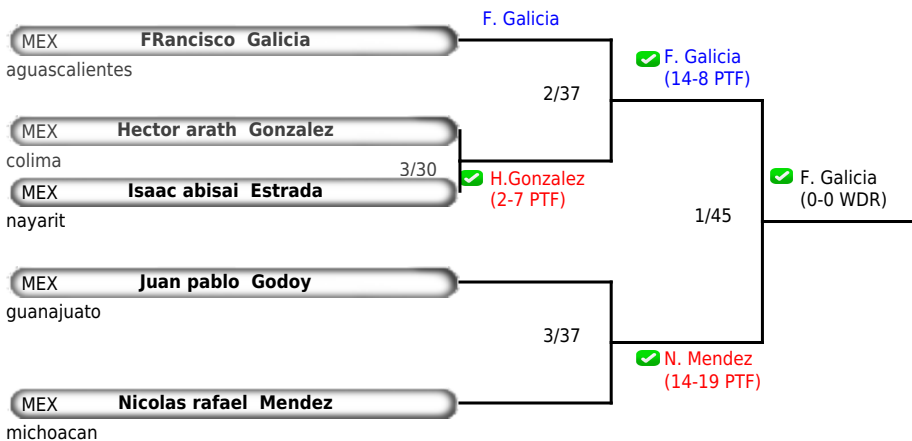 F. Galicia
MEX FRancisco Galicia
aguascalientes
F. Galicia
(14-8 PTF)
2/37
MEX Hector arath Gonzalez
colima
3/30
H.Gonzalez
(2-7 PTF)
MEX Isaac abisai Estrada
nayarit
F. Galicia
(0-0 WDR)
1/45
MEX Juan pablo Godoy
guanajuato
3/37
N. Mendez
(14-19 PTF)
MEX Nicolas rafael Mendez
michoacan